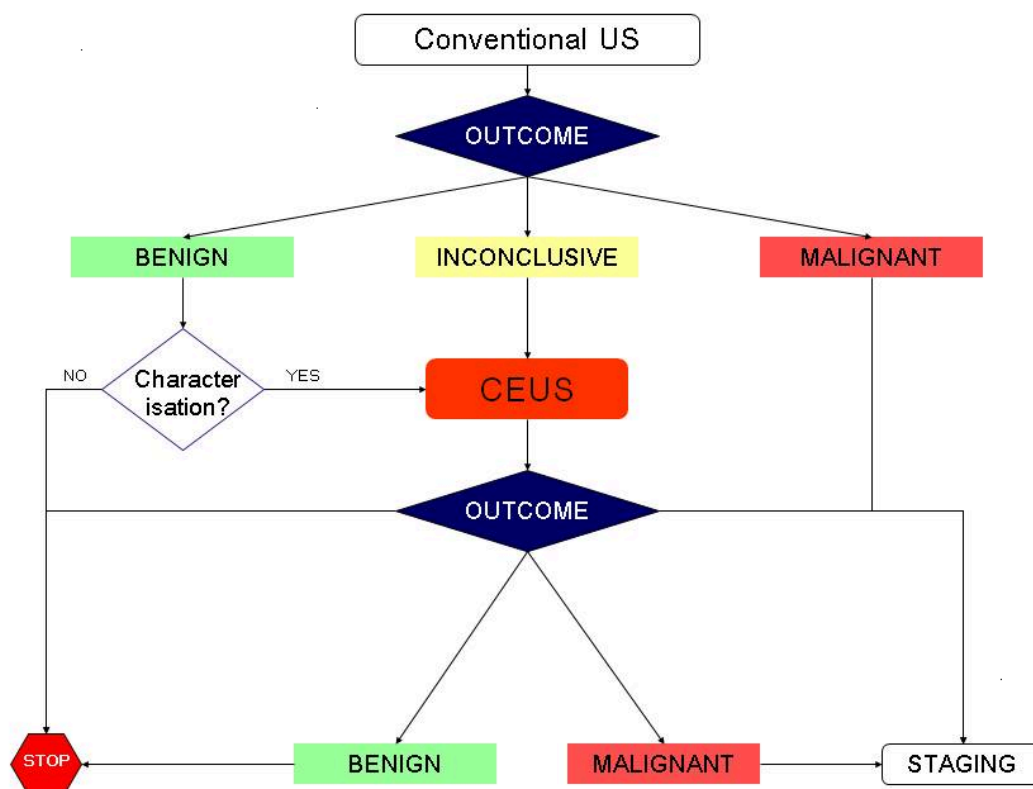 Conventional US
OUTCOME
BENIGN
INCONCLUSIVE
MALIGNANT
NO
Character
isation?
YES
CEUS
OUTCOME
STOP
BENIGN
MALIGNANT
STAGING